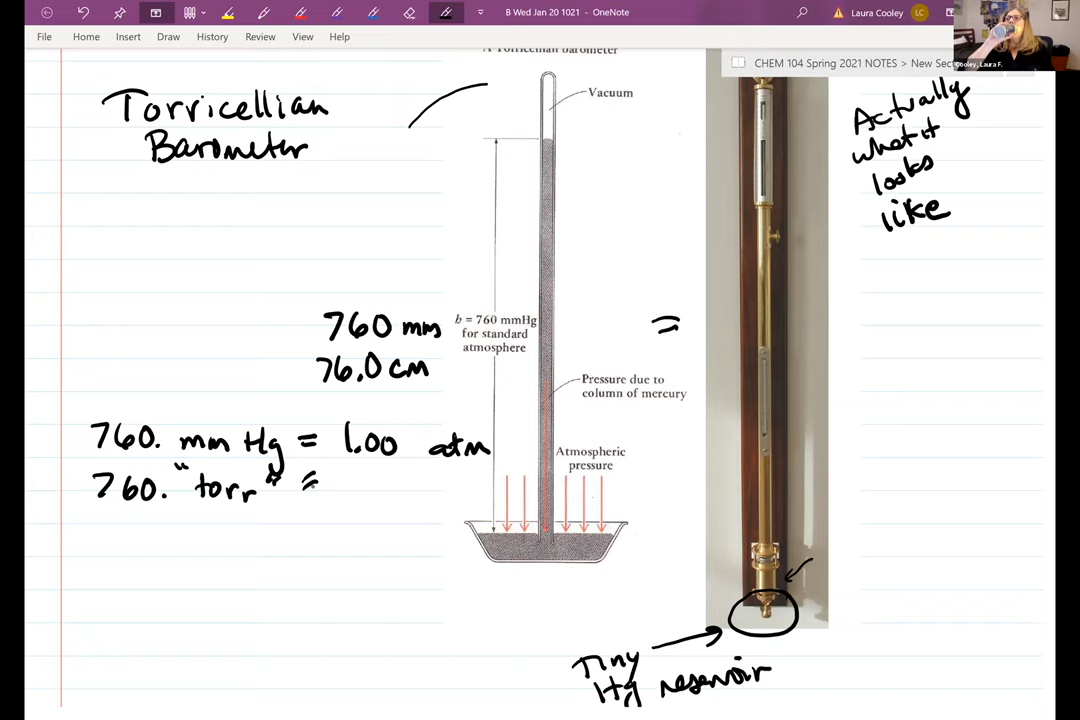 B Wed Jan 20 1021 - OneNote
Laura Cooley
LC
File Home Insert Draw History Review View Help
CHEM 104 Spring 2021 NOTES > New Sec
Cooley, Laura F.
A Torricellian barometer
Torricellian
Barometer
Vacuum
Actually
what it
looks
like
760 mm
76.0 cm
h = 760 mmHg
for standard
atmosphere
=
Pressure due to
column of mercury
760. mm Hg = 1.00 atm
760. "torr" =
Atmospheric
pressure
Tiny
Hg reservoir